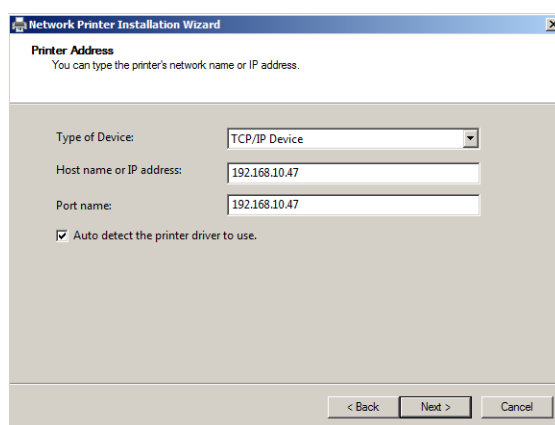 Network Printer Installation Wizard
Printer Address
You can type the printer's network name or IP address.
Type of Device:
TCP/IP Device
Host name or IP address:
192.168.10.47
Port name:
192.168.10.47
Auto detect the printer driver to use.
< Back
Next >
Cancel